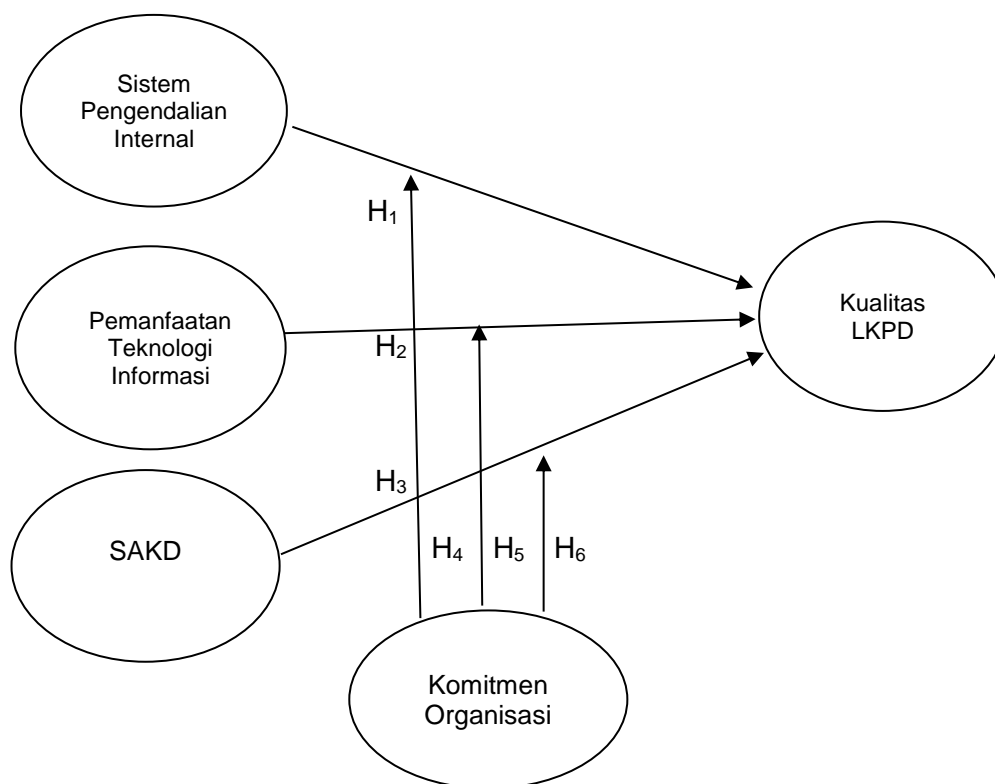 Sistem
Pengendalian
Internal
H₁
Pemanfaatan
Teknologi
Informasi
H₂
Kualitas
LKPD
H₃
SAKD
H₄
H₅
H₆
Komitmen
Organisasi